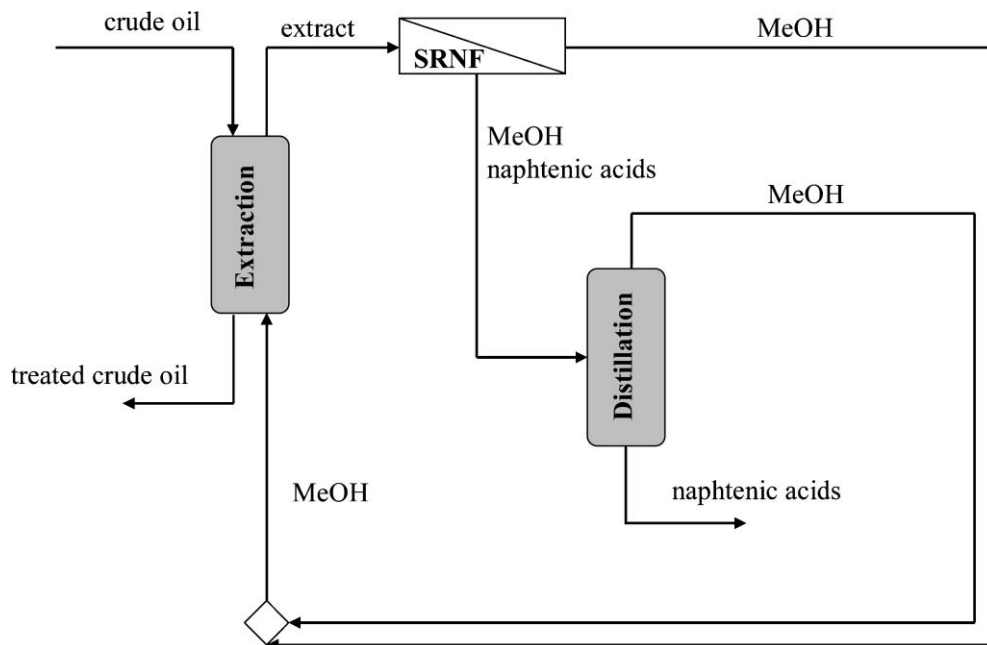 crude oil
extract
SRNF
MeOH
MeOH
naphtenic acids
MeOH
Extraction
Distillation
treated crude oil
MeOH
naphtenic acids